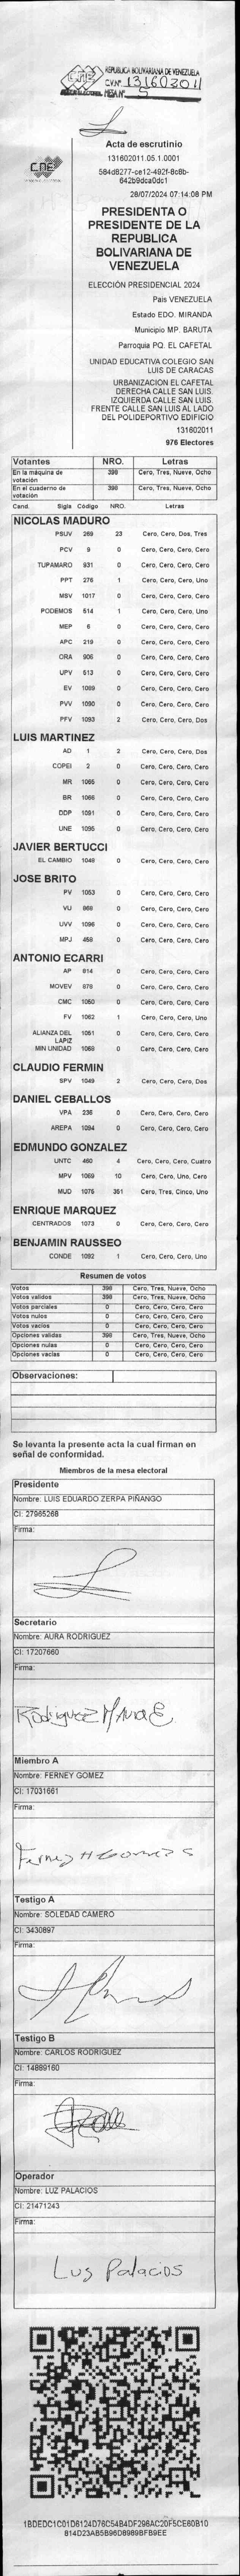 CNE
REPUBLICA BOLIVARIANA DE VENEZUELA
C.V.Nº 131602011
MESA Nº 5
Acta de escrutinio
131602011.05.1.0001
584d8277-ce12-492f-8c8b-
642b9dca0dc1
28/07/2024 07:14:08 PM
CNE
PRESIDENTA O
PRESIDENTE DE LA
REPUBLICA
BOLIVARIANA DE
VENEZUELA
ELECCIÓN PRESIDENCIAL 2024
Pais VENEZUELA
Estado EDO. MIRANDA
Municipio MP. BARUTA
Parroquia PQ. EL CAFETAL
UNIDAD EDUCATIVA COLEGIO SAN
LUIS DE CARACAS
URBANIZACION EL CAFETAL
DERECHA CALLE SAN LUIS.
IZQUIERDA CALLE SAN LUIS.
FRENTE CALLE SAN LUIS AL LADO
DEL POLIDEPORTIVO EDIFICIO
131602011
976 Electores
Votantes NRO. Letras
En la máquina de votación 398 Cero, Tres, Nueve, Ocho
En el cuaderno de votación 398 Cero, Tres, Nueve, Ocho
Cand. Sigla Código NRO. Letras
NICOLAS MADURO
PSUV 269 23 Cero, Cero, Dos, Tres
PCV 9 0 Cero, Cero, Cero, Cero
TUPAMARO 931 0 Cero, Cero, Cero, Cero
PPT 276 1 Cero, Cero, Cero, Uno
MSV 1017 0 Cero, Cero, Cero, Cero
PODEMOS 514 1 Cero, Cero, Cero, Uno
MEP 6 0 Cero, Cero, Cero, Cero
APC 219 0 Cero, Cero, Cero, Cero
ORA 906 0 Cero, Cero, Cero, Cero
UPV 513 0 Cero, Cero, Cero, Cero
EV 1089 0 Cero, Cero, Cero, Cero
PVV 1090 0 Cero, Cero, Cero, Cero
PFV 1093 2 Cero, Cero, Cero, Dos
LUIS MARTINEZ
AD 1 2 Cero, Cero, Cero, Dos
COPEI 2 0 Cero, Cero, Cero, Cero
MR 1065 0 Cero, Cero, Cero, Cero
BR 1066 0 Cero, Cero, Cero, Cero
DDP 1091 0 Cero, Cero, Cero, Cero
UNE 1095 0 Cero, Cero, Cero, Cero
JAVIER BERTUCCI
EL CAMBIO 1048 0 Cero, Cero, Cero, Cero
JOSE BRITO
PV 1053 0 Cero, Cero, Cero, Cero
VU 868 0 Cero, Cero, Cero, Cero
UVV 1096 0 Cero, Cero, Cero, Cero
MPJ 458 0 Cero, Cero, Cero, Cero
ANTONIO ECARRI
AP 814 0 Cero, Cero, Cero, Cero
MOVEV 878 0 Cero, Cero, Cero, Cero
CMC 1050 0 Cero, Cero, Cero, Cero
FV 1062 1 Cero, Cero, Cero, Uno
ALIANZA DEL LAPIZ 1051 0 Cero, Cero, Cero, Cero
MIN UNIDAD 1068 0 Cero, Cero, Cero, Cero
CLAUDIO FERMIN
SPV 1049 2 Cero, Cero, Cero, Dos
DANIEL CEBALLOS
VPA 236 0 Cero, Cero, Cero, Cero
AREPA 1094 0 Cero, Cero, Cero, Cero
EDMUNDO GONZALEZ
UNTC 460 4 Cero, Cero, Cero, Cuatro
MPV 1069 10 Cero, Cero, Uno, Cero
MUD 1076 351 Cero, Tres, Cinco, Uno
ENRIQUE MARQUEZ
CENTRADOS 1073 0 Cero, Cero, Cero, Cero
BENJAMIN RAUSSEO
CONDE 1092 1 Cero, Cero, Cero, Uno
Resumen de votos
Votos 398 Cero, Tres, Nueve, Ocho
Votos validos 398 Cero, Tres, Nueve, Ocho
Votos parciales 0 Cero, Cero, Cero, Cero
Votos nulos 0 Cero, Cero, Cero, Cero
Votos vacios 0 Cero, Cero, Cero, Cero
Opciones validas 398 Cero, Tres, Nueve, Ocho
Opciones nulas 0 Cero, Cero, Cero, Cero
Opciones vacias 0 Cero, Cero, Cero, Cero
Observaciones:
Se levanta la presente acta la cual firman en
señal de conformidad.
Miembros de la mesa electoral
Presidente
Nombre: LUIS EDUARDO ZERPA PIÑANGO
CI: 27965268
Firma:
Secretario
Nombre: AURA RODRIGUEZ
CI: 17207660
Firma:
Rodriguez M Aura E
Miembro A
Nombre: FERNEY GOMEZ
CI: 17031661
Firma:
Ferney H Gomez S
Testigo A
Nombre: SOLEDAD CAMERO
CI: 3430897
Firma:
Testigo B
Nombre: CARLOS RODRIGUEZ
CI: 14889160
Firma:
Operador
Nombre: LUZ PALACIOS
CI: 21471243
Firma:
Luz Palacios
1BDEDC1C01D6124D76C54B4DF296AC20F5CE60B10
814D23AB5B96D8989BFB9EE